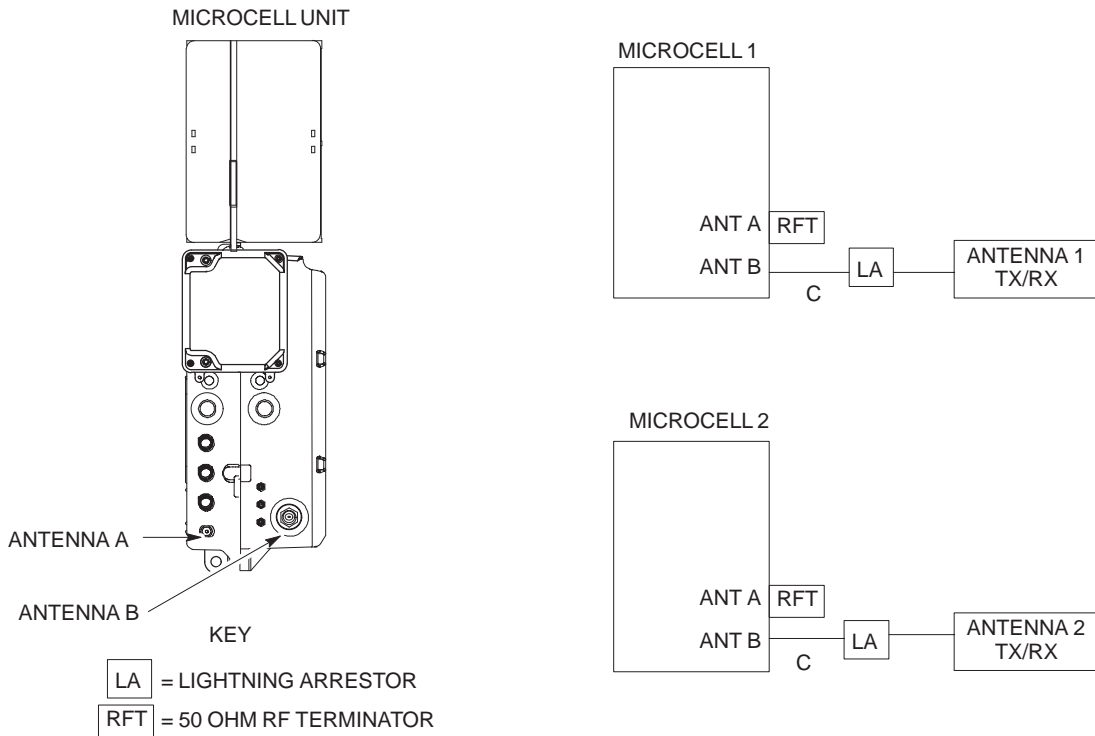 MICROCELL UNIT
ANTENNA A
ANTENNA B
KEY
LA = LIGHTNING ARRESTOR
RFT = 50 OHM RF TERMINATOR
MICROCELL 1
ANT A RFT
ANT B
C
LA
ANTENNA 1
TX/RX
MICROCELL 2
ANT A RFT
ANT B
C
LA
ANTENNA 2
TX/RX